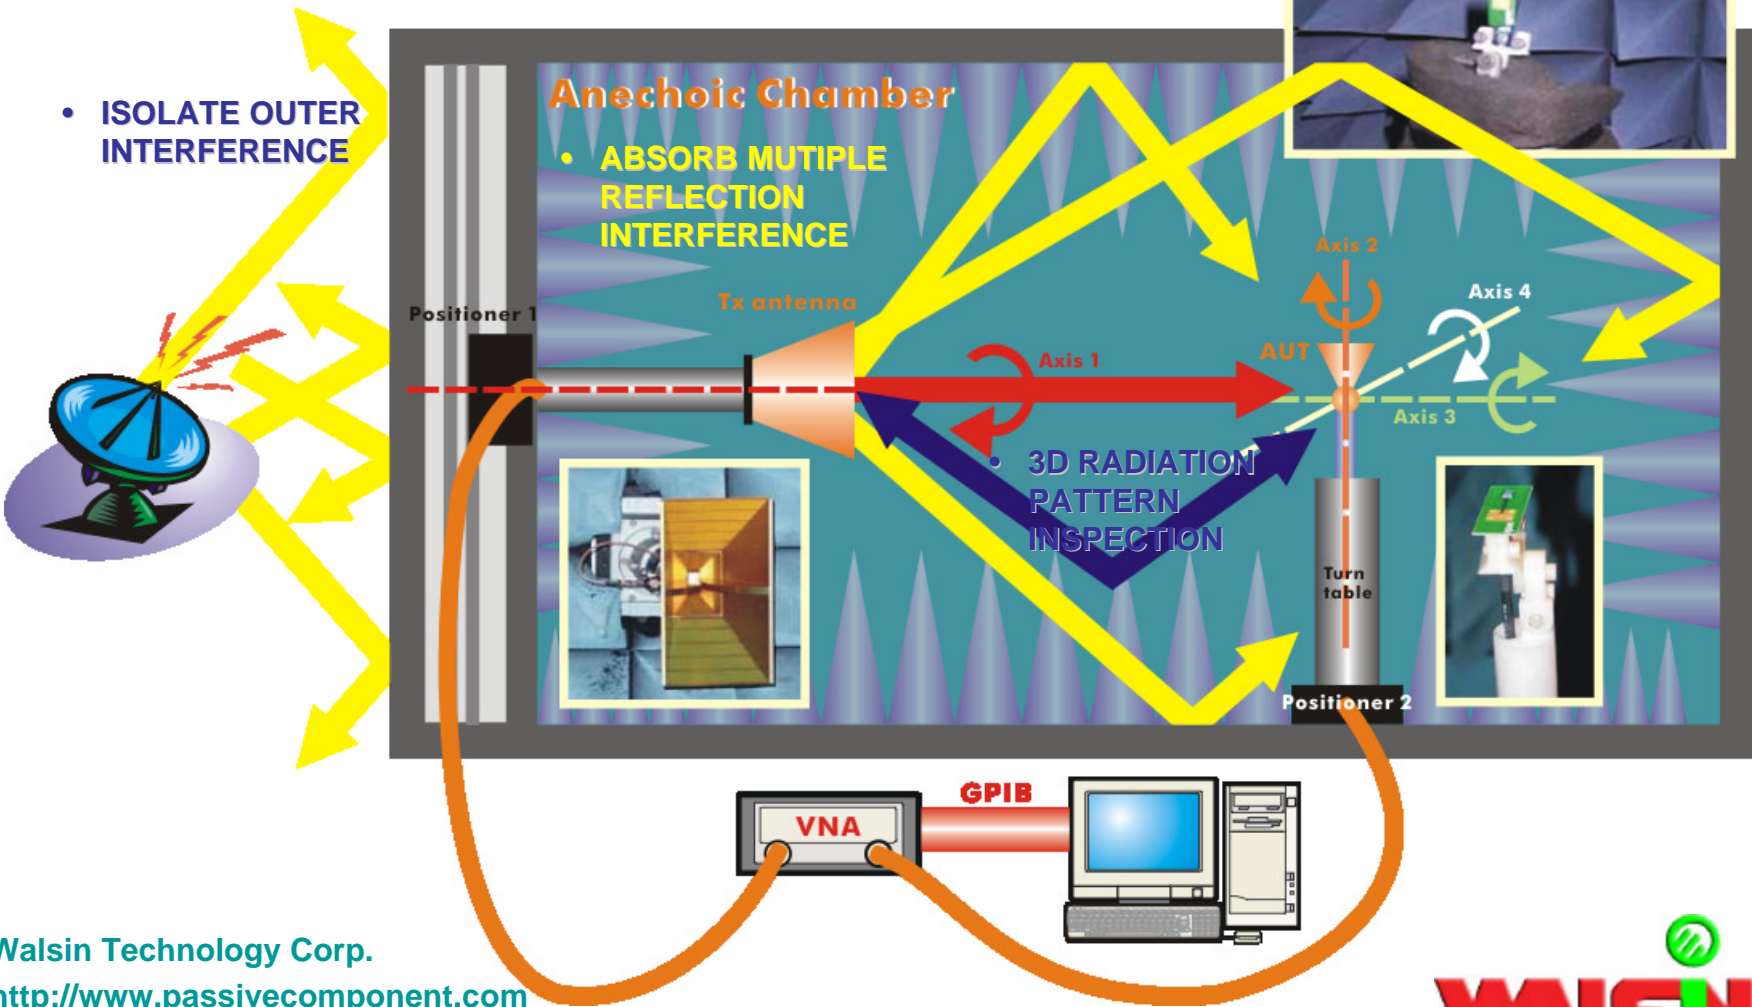 • ISOLATE OUTER
INTERFERENCE
Anechoic Chamber
• ABSORB MUTIPLE
REFLECTION
INTERFERENCE
Positioner 1
Tx antenna
Axis 1
Axis 2
Axis 4
AUT
Axis 3
• 3D RADIATION
PATTERN
INSPECTION
Turn
table
Positioner 2
GPIB
VNA
Walsin Technology Corp.
http://www.passivecomponent.com
WALSIN